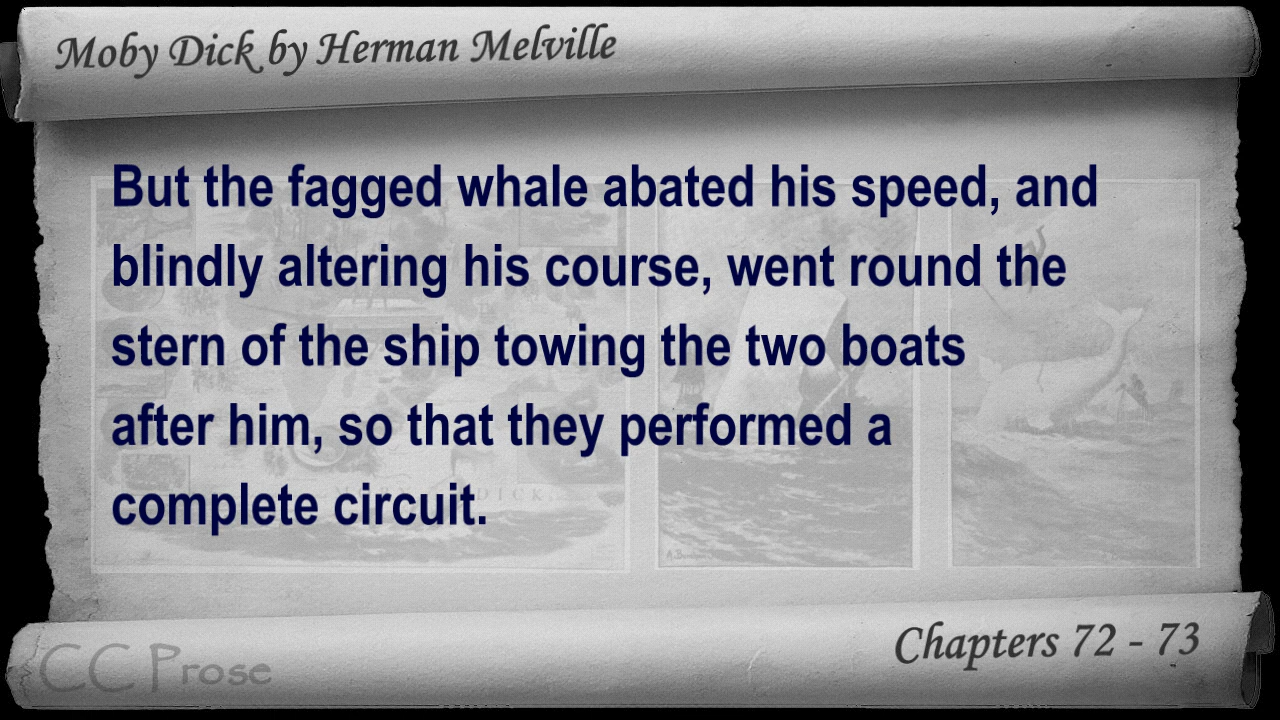 Moby Dick by Herman Melville
But the fagged whale abated his speed, and
blindly altering his course, went round the
stern of the ship towing the two boats
after him, so that they performed a
complete circuit.
Chapters 72 - 73
CC Prose